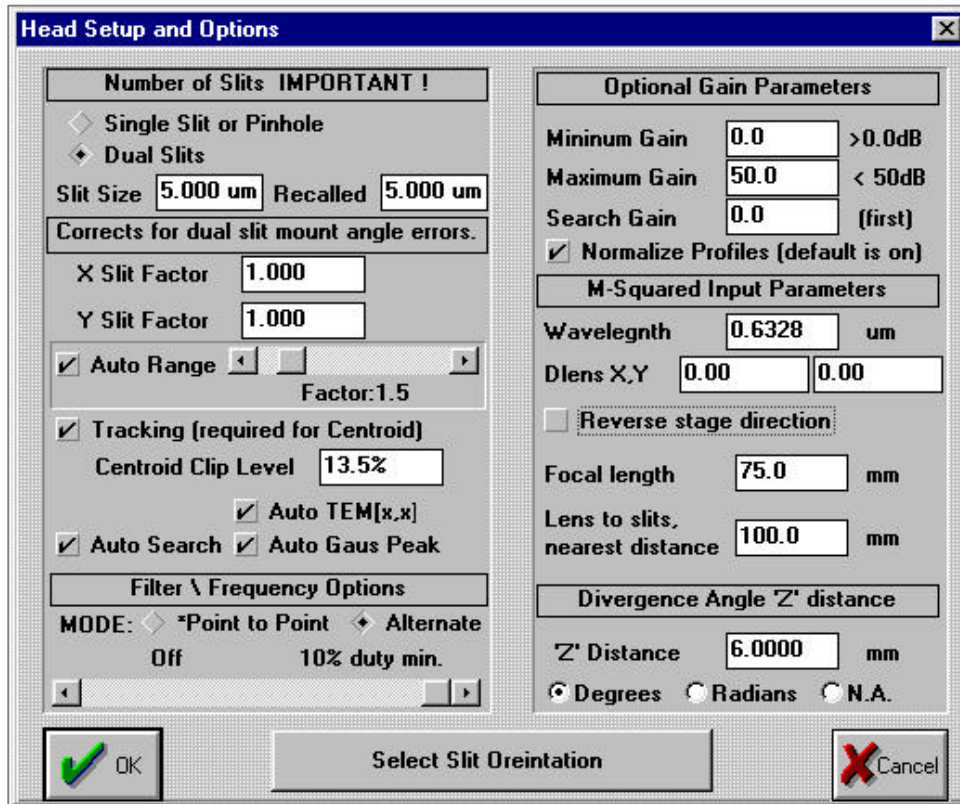 Head Setup and Options
Number of Slits IMPORTANT !
Single Slit or Pinhole
Dual Slits
Slit Size 5.000 um Recalled 5.000 um
Corrects for dual slit mount angle errors.
X Slit Factor 1.000
Y Slit Factor 1.000
Auto Range
Factor:1.5
Tracking (required for Centroid)
Centroid Clip Level 13.5%
Auto TEM[x,x]
Auto Search Auto Gaus Peak
Filter \ Frequency Options
MODE: *Point to Point Alternate
Off 10% duty min.
Optional Gain Parameters
Mininum Gain 0.0 >0.0dB
Maximum Gain 50.0 < 50dB
Search Gain 0.0 (first)
Normalize Profiles (default is on)
M-Squared Input Parameters
Wavelegnth 0.6328 um
Dlens X,Y 0.00 0.00
Reverse stage direction
Focal length 75.0 mm
Lens to slits,
nearest distance 100.0 mm
Divergence Angle 'Z' distance
'Z' Distance 6.0000 mm
Degrees Radians N.A.
OK
Select Slit Oreintation
Cancel